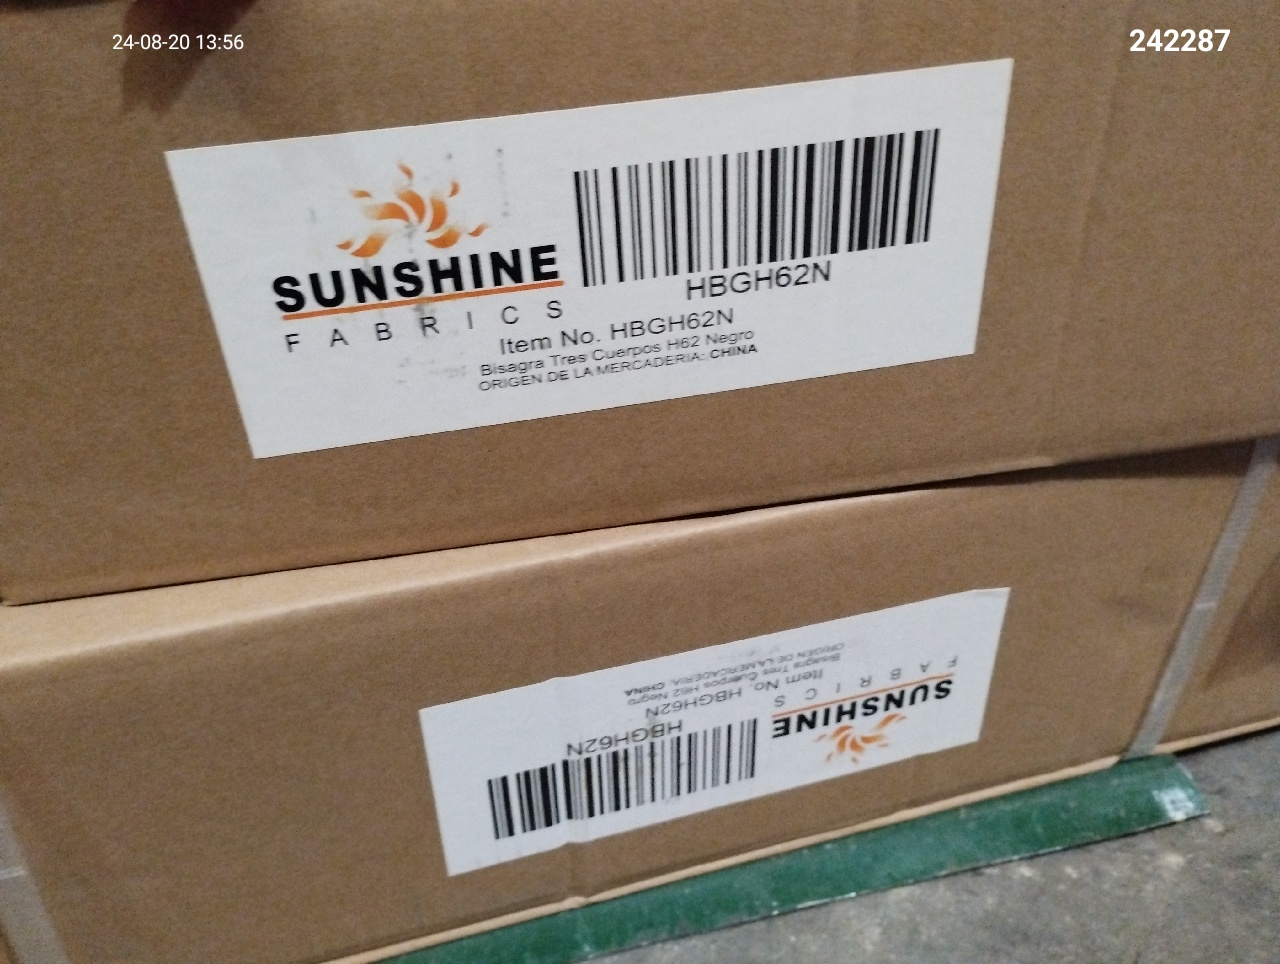 24-08-20 13:56
242287
SUNSHINE
FABRICS
HBGH62N
Item No. HBGH62N
Bisagra Tres Cuerpos H62 Negro
ORIGEN DE LA MERCADERIA: CHINA
SUNSHINE
FABRICS
HBGH62N
Item No. HBGH62N
Bisagra Tres Cuerpos H62 Negro
ORIGEN DE LA MERCADERIA: CHINA